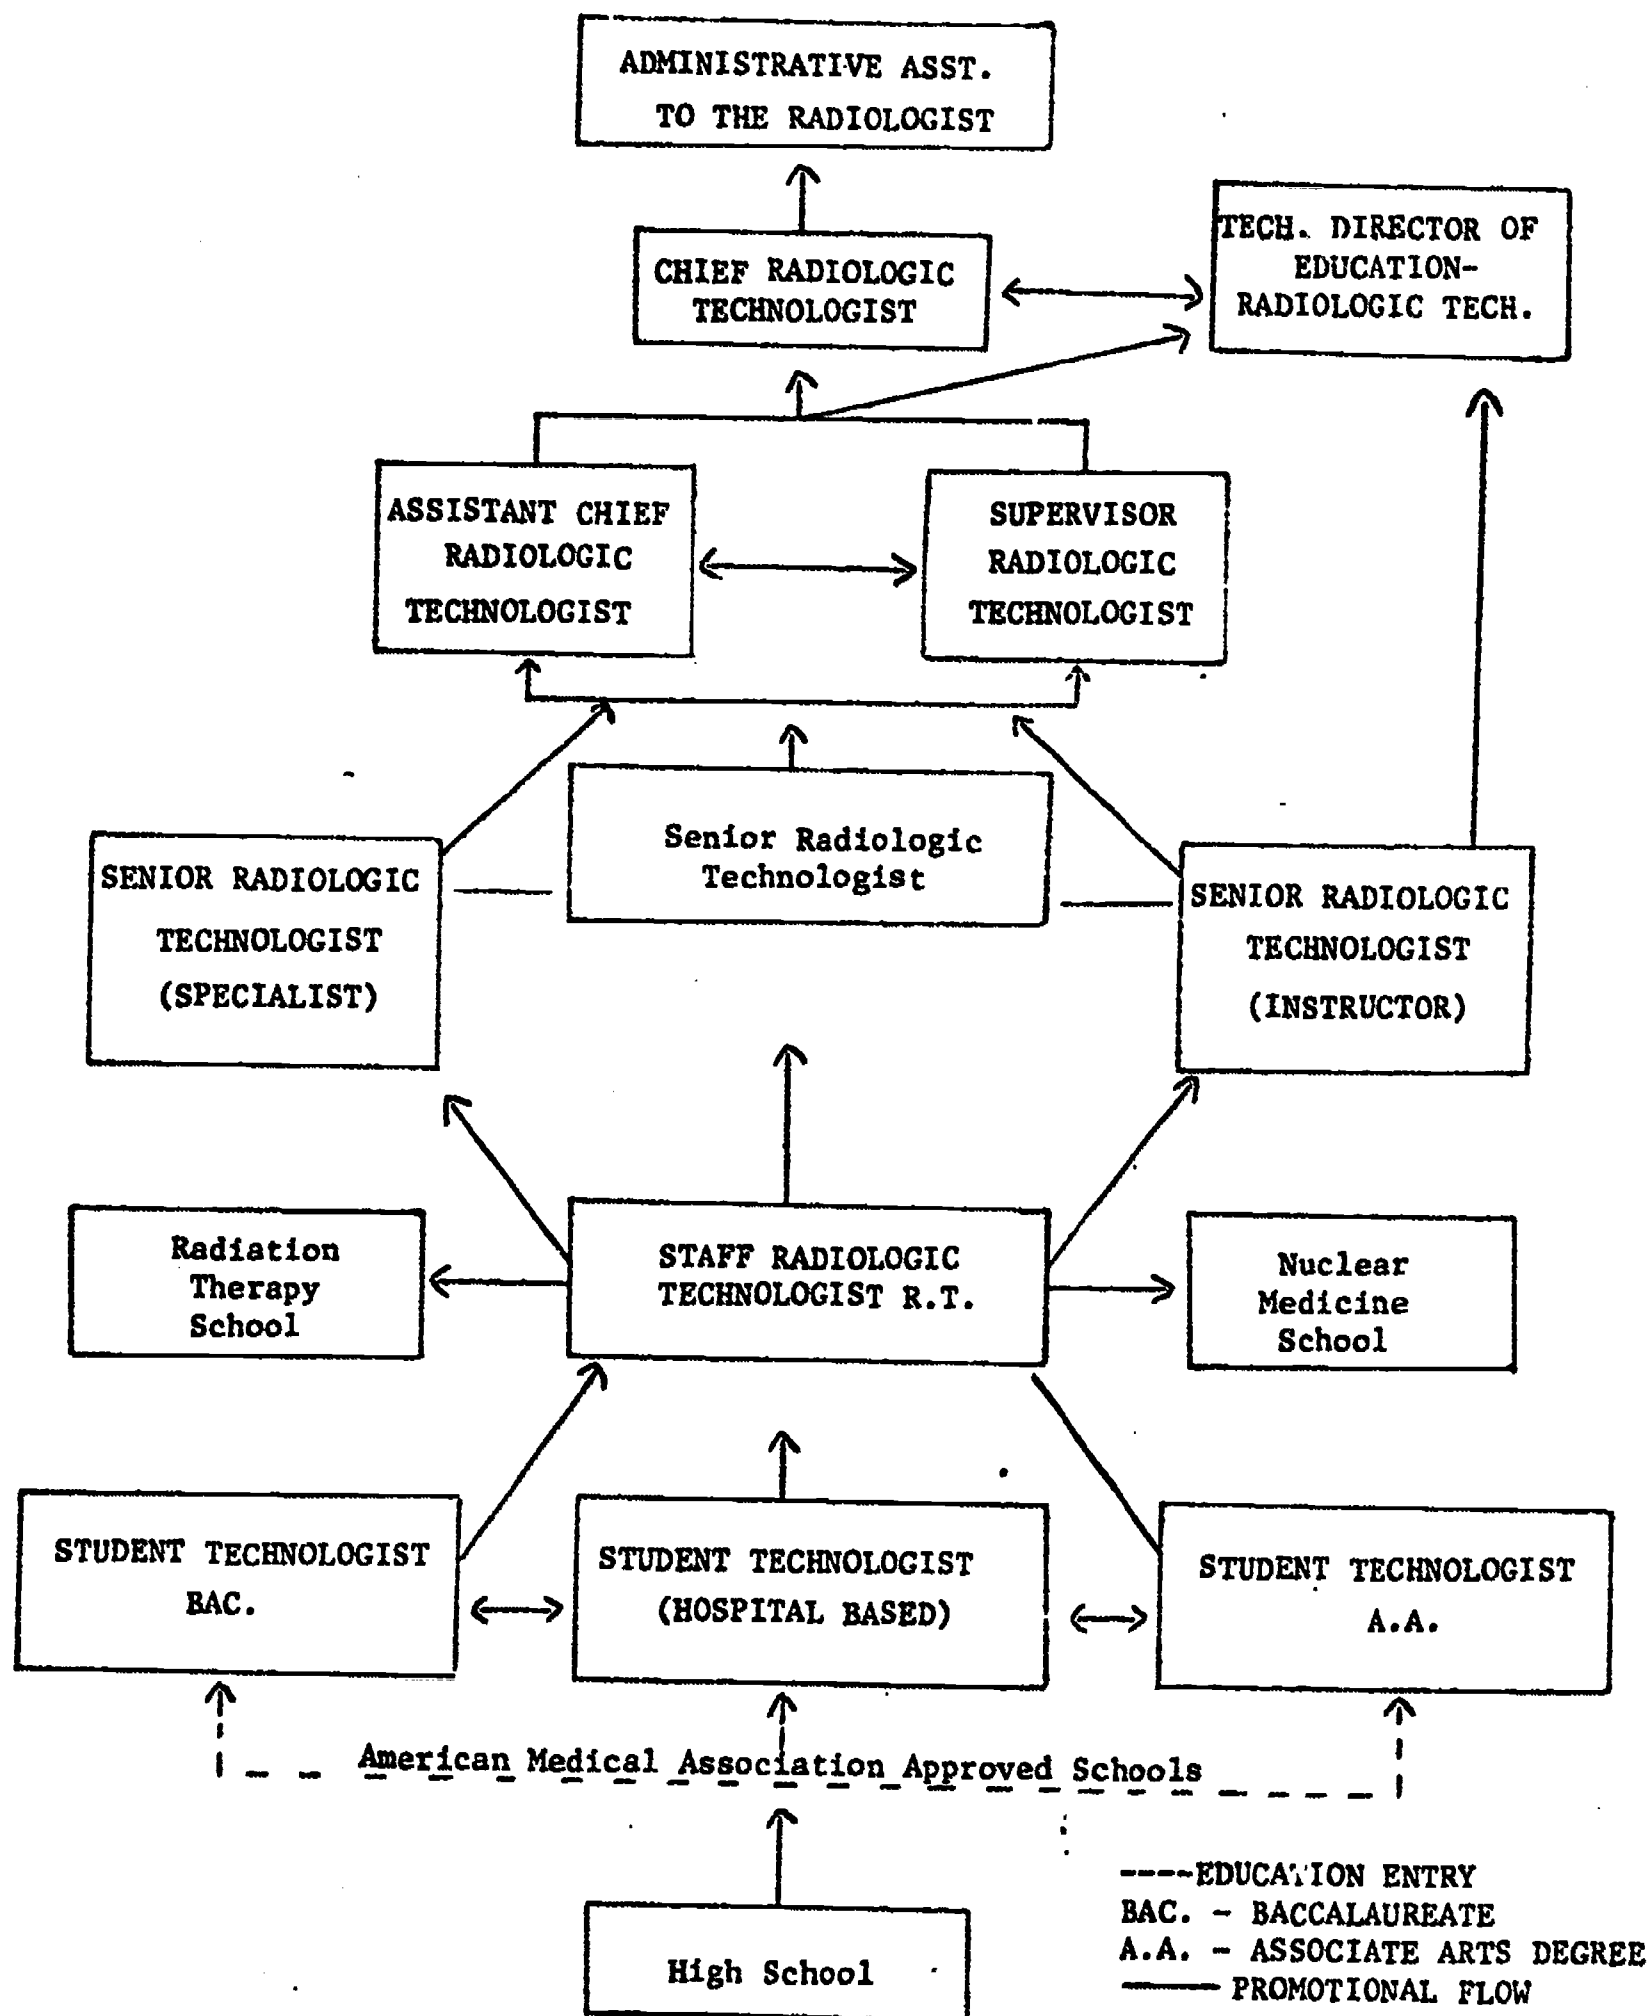 ADMINISTRATIVE ASST.
TO THE RADIOLOGIST
CHIEF RADIOLOGIC
TECHNOLOGIST
TECH. DIRECTOR OF
EDUCATION-
RADIOLOGIC TECH.
ASSISTANT CHIEF
RADIOLOGIC
TECHNOLOGIST
SUPERVISOR
RADIOLOGIC
TECHNOLOGIST
Senior Radiologic
Technologist
SENIOR RADIOLOGIC
TECHNOLOGIST
(SPECIALIST)
SENIOR RADIOLOGIC
TECHNOLOGIST
(INSTRUCTOR)
Radiation
Therapy
School
STAFF RADIOLOGIC
TECHNOLOGIST R.T.
Nuclear
Medicine
School
STUDENT TECHNOLOGIST
BAC.
STUDENT TECHNOLOGIST
(HOSPITAL BASED)
STUDENT TECHNOLOGIST
A.A.
American Medical Association Approved Schools
High School
----EDUCATION ENTRY
BAC. - BACCALAUREATE
A.A. - ASSOCIATE ARTS DEGREE
PROMOTIONAL FLOW